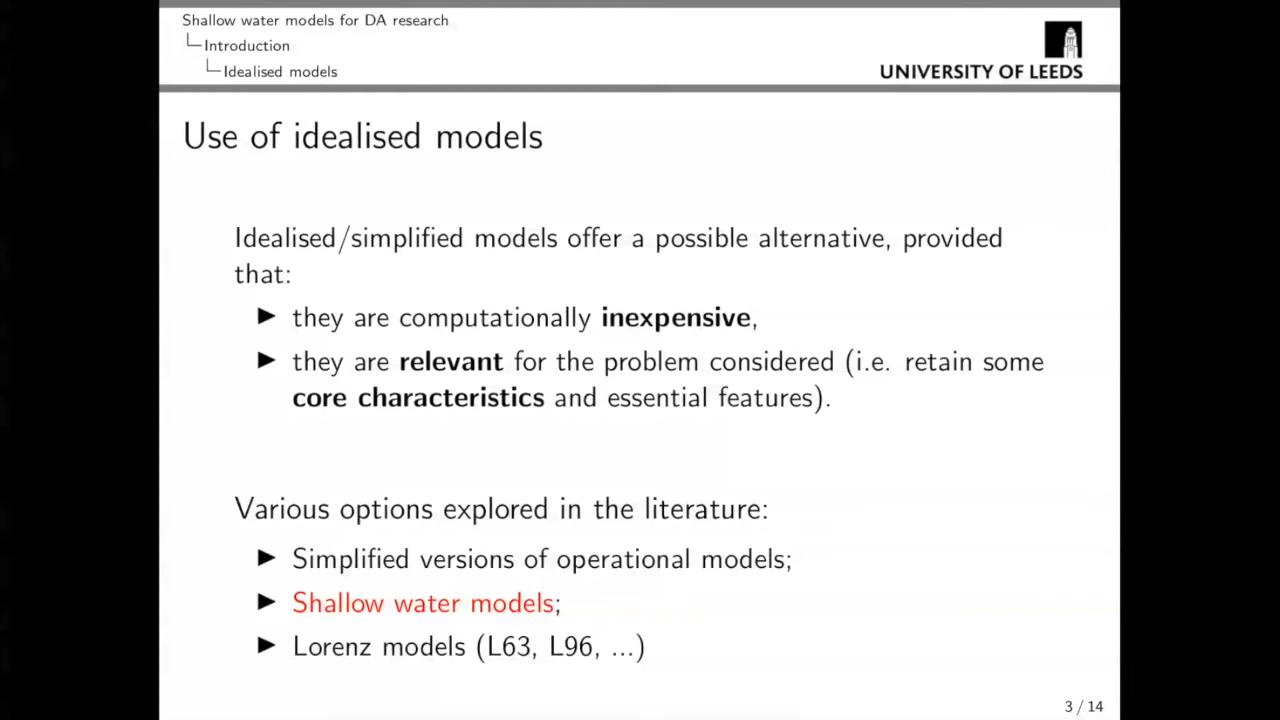 Shallow water models for DA research
Introduction
Idealised models
UNIVERSITY OF LEEDS
Use of idealised models
Idealised/simplified models offer a possible alternative, provided
that:
▶ they are computationally inexpensive,
▶ they are relevant for the problem considered (i.e. retain some
core characteristics and essential features).
Various options explored in the literature:
▶ Simplified versions of operational models;
▶ Shallow water models;
▶ Lorenz models (L63, L96, ...)
3 / 14